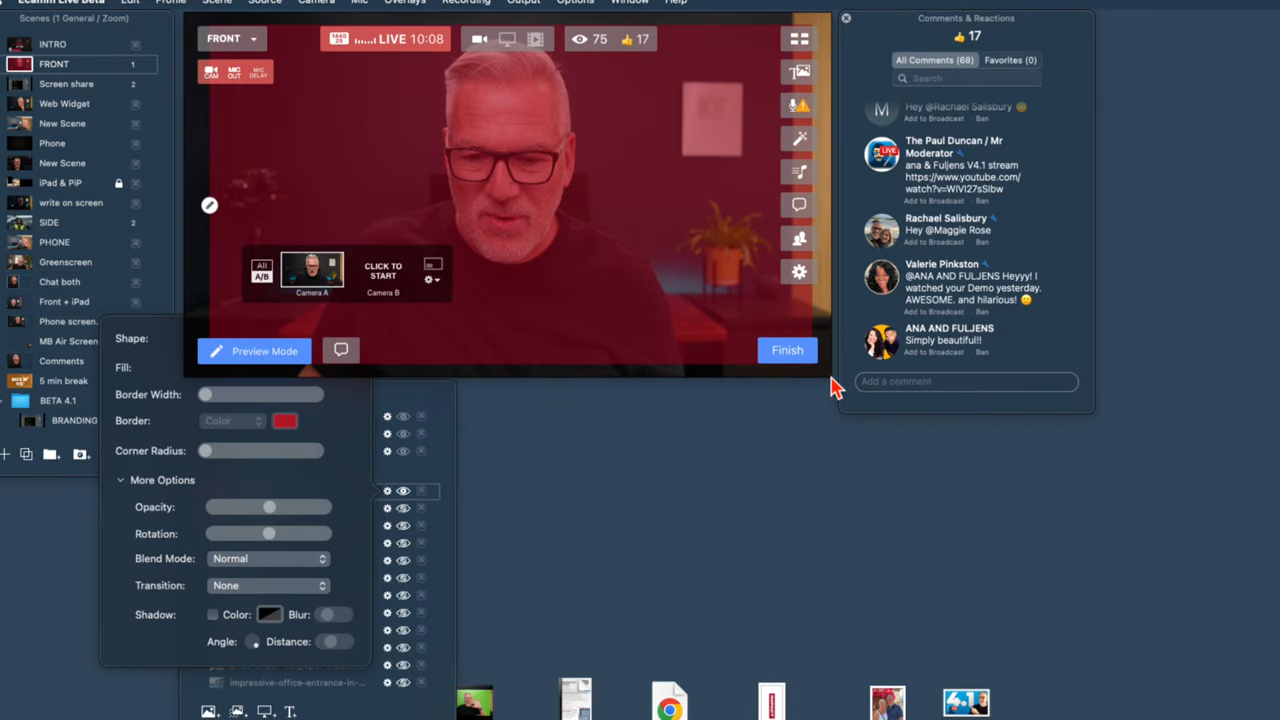 Ecamm Live Beta Edit Profile Scene Source Camera Mic Overlays Recording Output Options Window Help
Scenes (1 General / Zoom)
INTRO
FRONT 1
Screen share 2
Web Widget
New Scene
Phone
New Scene
iPad & PiP
write on screen
SIDE 2
PHONE
Greenscreen
Chat both
Front + iPad
Phone screen.
MB Air Screen
Comments
5 min break
BETA 4.1
BRANDING
FRONT
1440
LIVE 10:08
75 17
CAM
MIC OUT
MIC DELAY
All
A/B
Camera A
CLICK TO
START
Camera B
Preview Mode
Finish
Shape:
Fill:
Border Width:
Border: Color
Corner Radius:
More Options
Opacity:
Rotation:
Blend Mode: Normal
Transition: None
Shadow: Color: Blur:
Angle: Distance:
impressive-office-entrance-in-...
Comments & Reactions
👍 17
All Comments (68) Favorites (0)
Search
M
Hey @Rachael Salisbury
Add to Broadcast · Ban
LIVE
The Paul Duncan / Mr
Moderator
ana & Fuljens V4.1 stream
https://www.youtube.com/
watch?v=WIVI27sSlbw
Add to Broadcast · Ban
Rachael Salisbury
Hey @Maggie Rose
Add to Broadcast · Ban
Valerie Pinkston
@ANA AND FULJENS Heyyy! I
watched your Demo yesterday.
AWESOME. and hilarious! 😁
Add to Broadcast · Ban
ANA AND FULJENS
Simply beautiful!!
Add to Broadcast · Ban
Add a comment